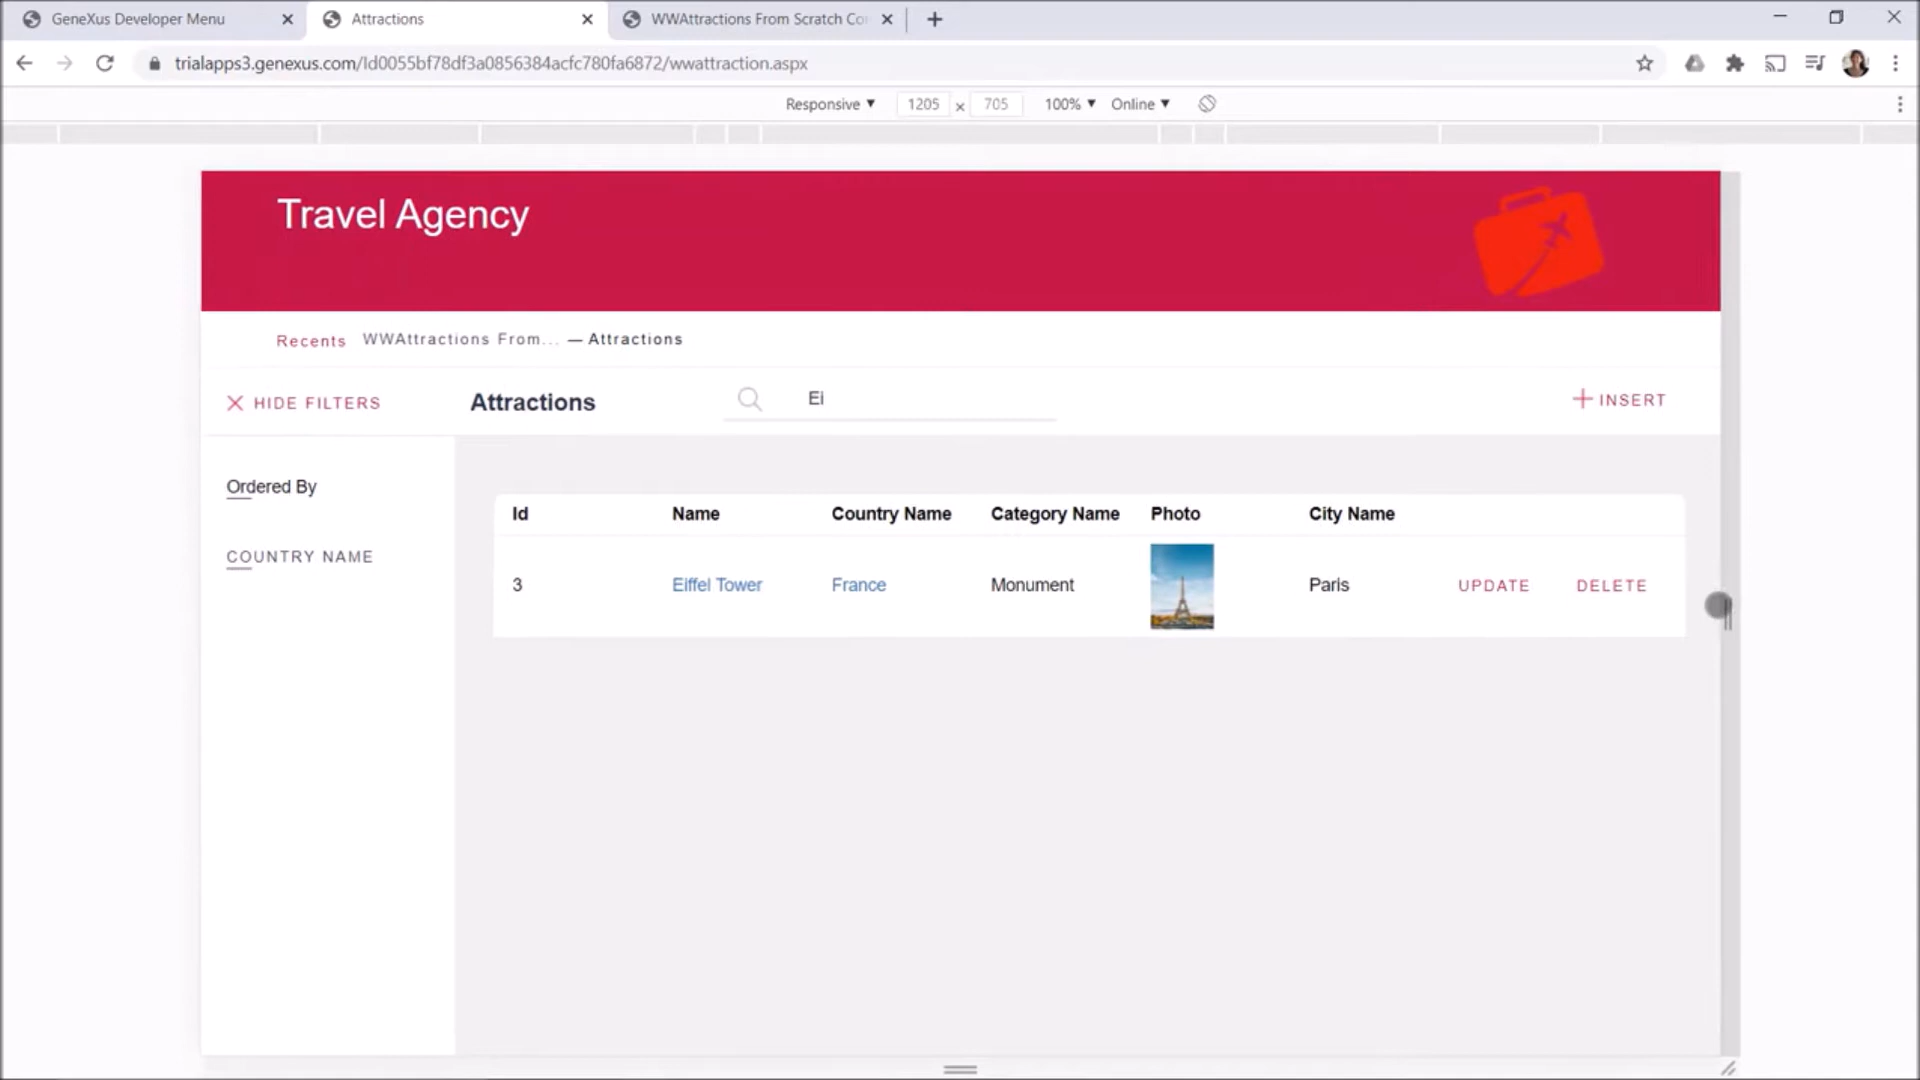 GeneXus Developer Menu
Attractions
WWAttractions From Scratch Co
trialapps3.genexus.com/Id0055bf78df3a0856384acfc780fa6872/wwattraction.aspx
Responsive ▼ 1205 x 705 100% ▼ Online ▼
Travel Agency
Recents WWAttractions From... — Attractions
HIDE FILTERS Attractions Ei INSERT
Ordered By
COUNTRY NAME
Id Name Country Name Category Name Photo City Name
3 Eiffel Tower France Monument Paris UPDATE DELETE